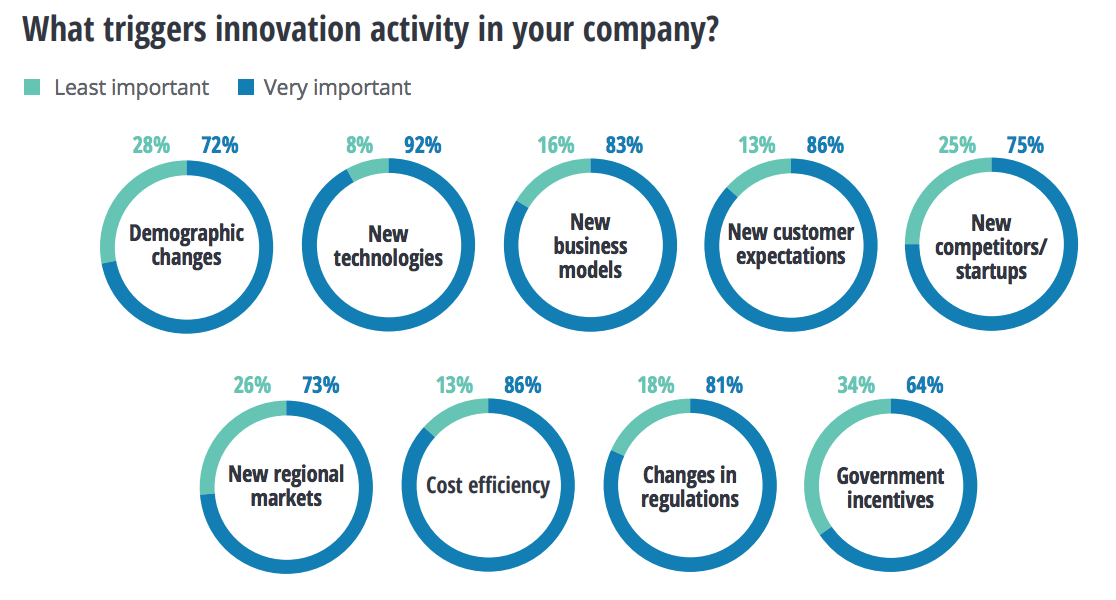 What triggers innovation activity in your company?
Least important Very important
28% 72% 8% 92% 16% 83% 13% 86% 25% 75%
Demographic
changes
New
technologies
New
business
models
New customer
expectations
New
competitors/
startups
26% 73% 13% 86% 18% 81% 34% 64%
New regional
markets
Cost efficiency
Changes in
regulations
Government
incentives